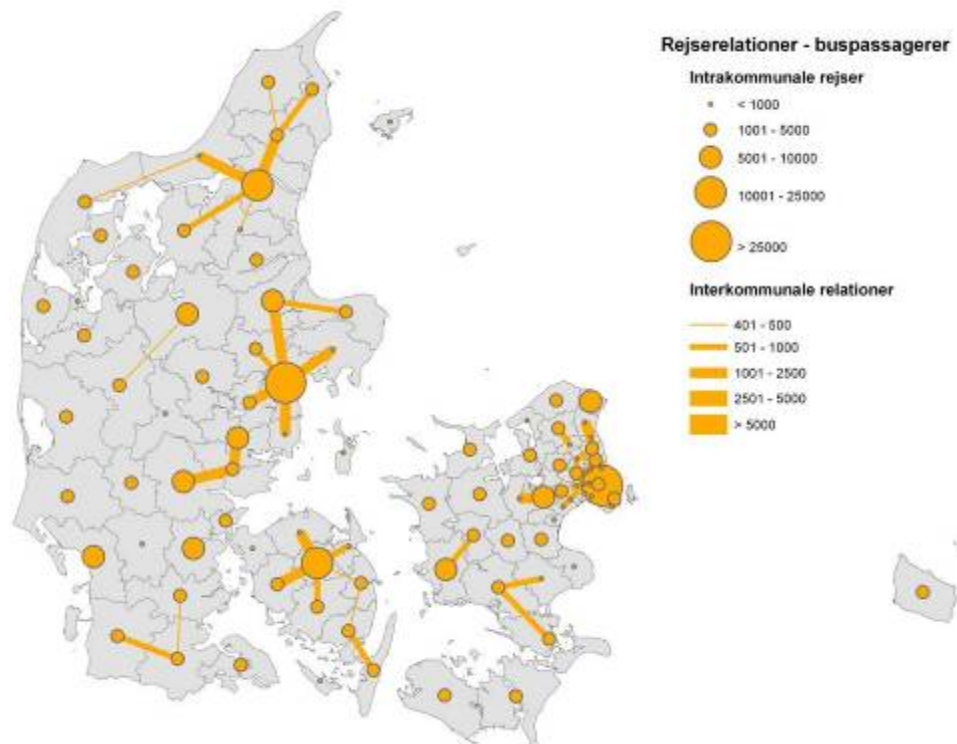 Rejserelationer - buspassagerer
Intrakommunale rejser
< 1000
1001 - 5000
5001 - 10000
10001 - 25000
> 25000
Interkommunale relationer
401 - 500
501 - 1000
1001 - 2500
2501 - 5000
> 5000